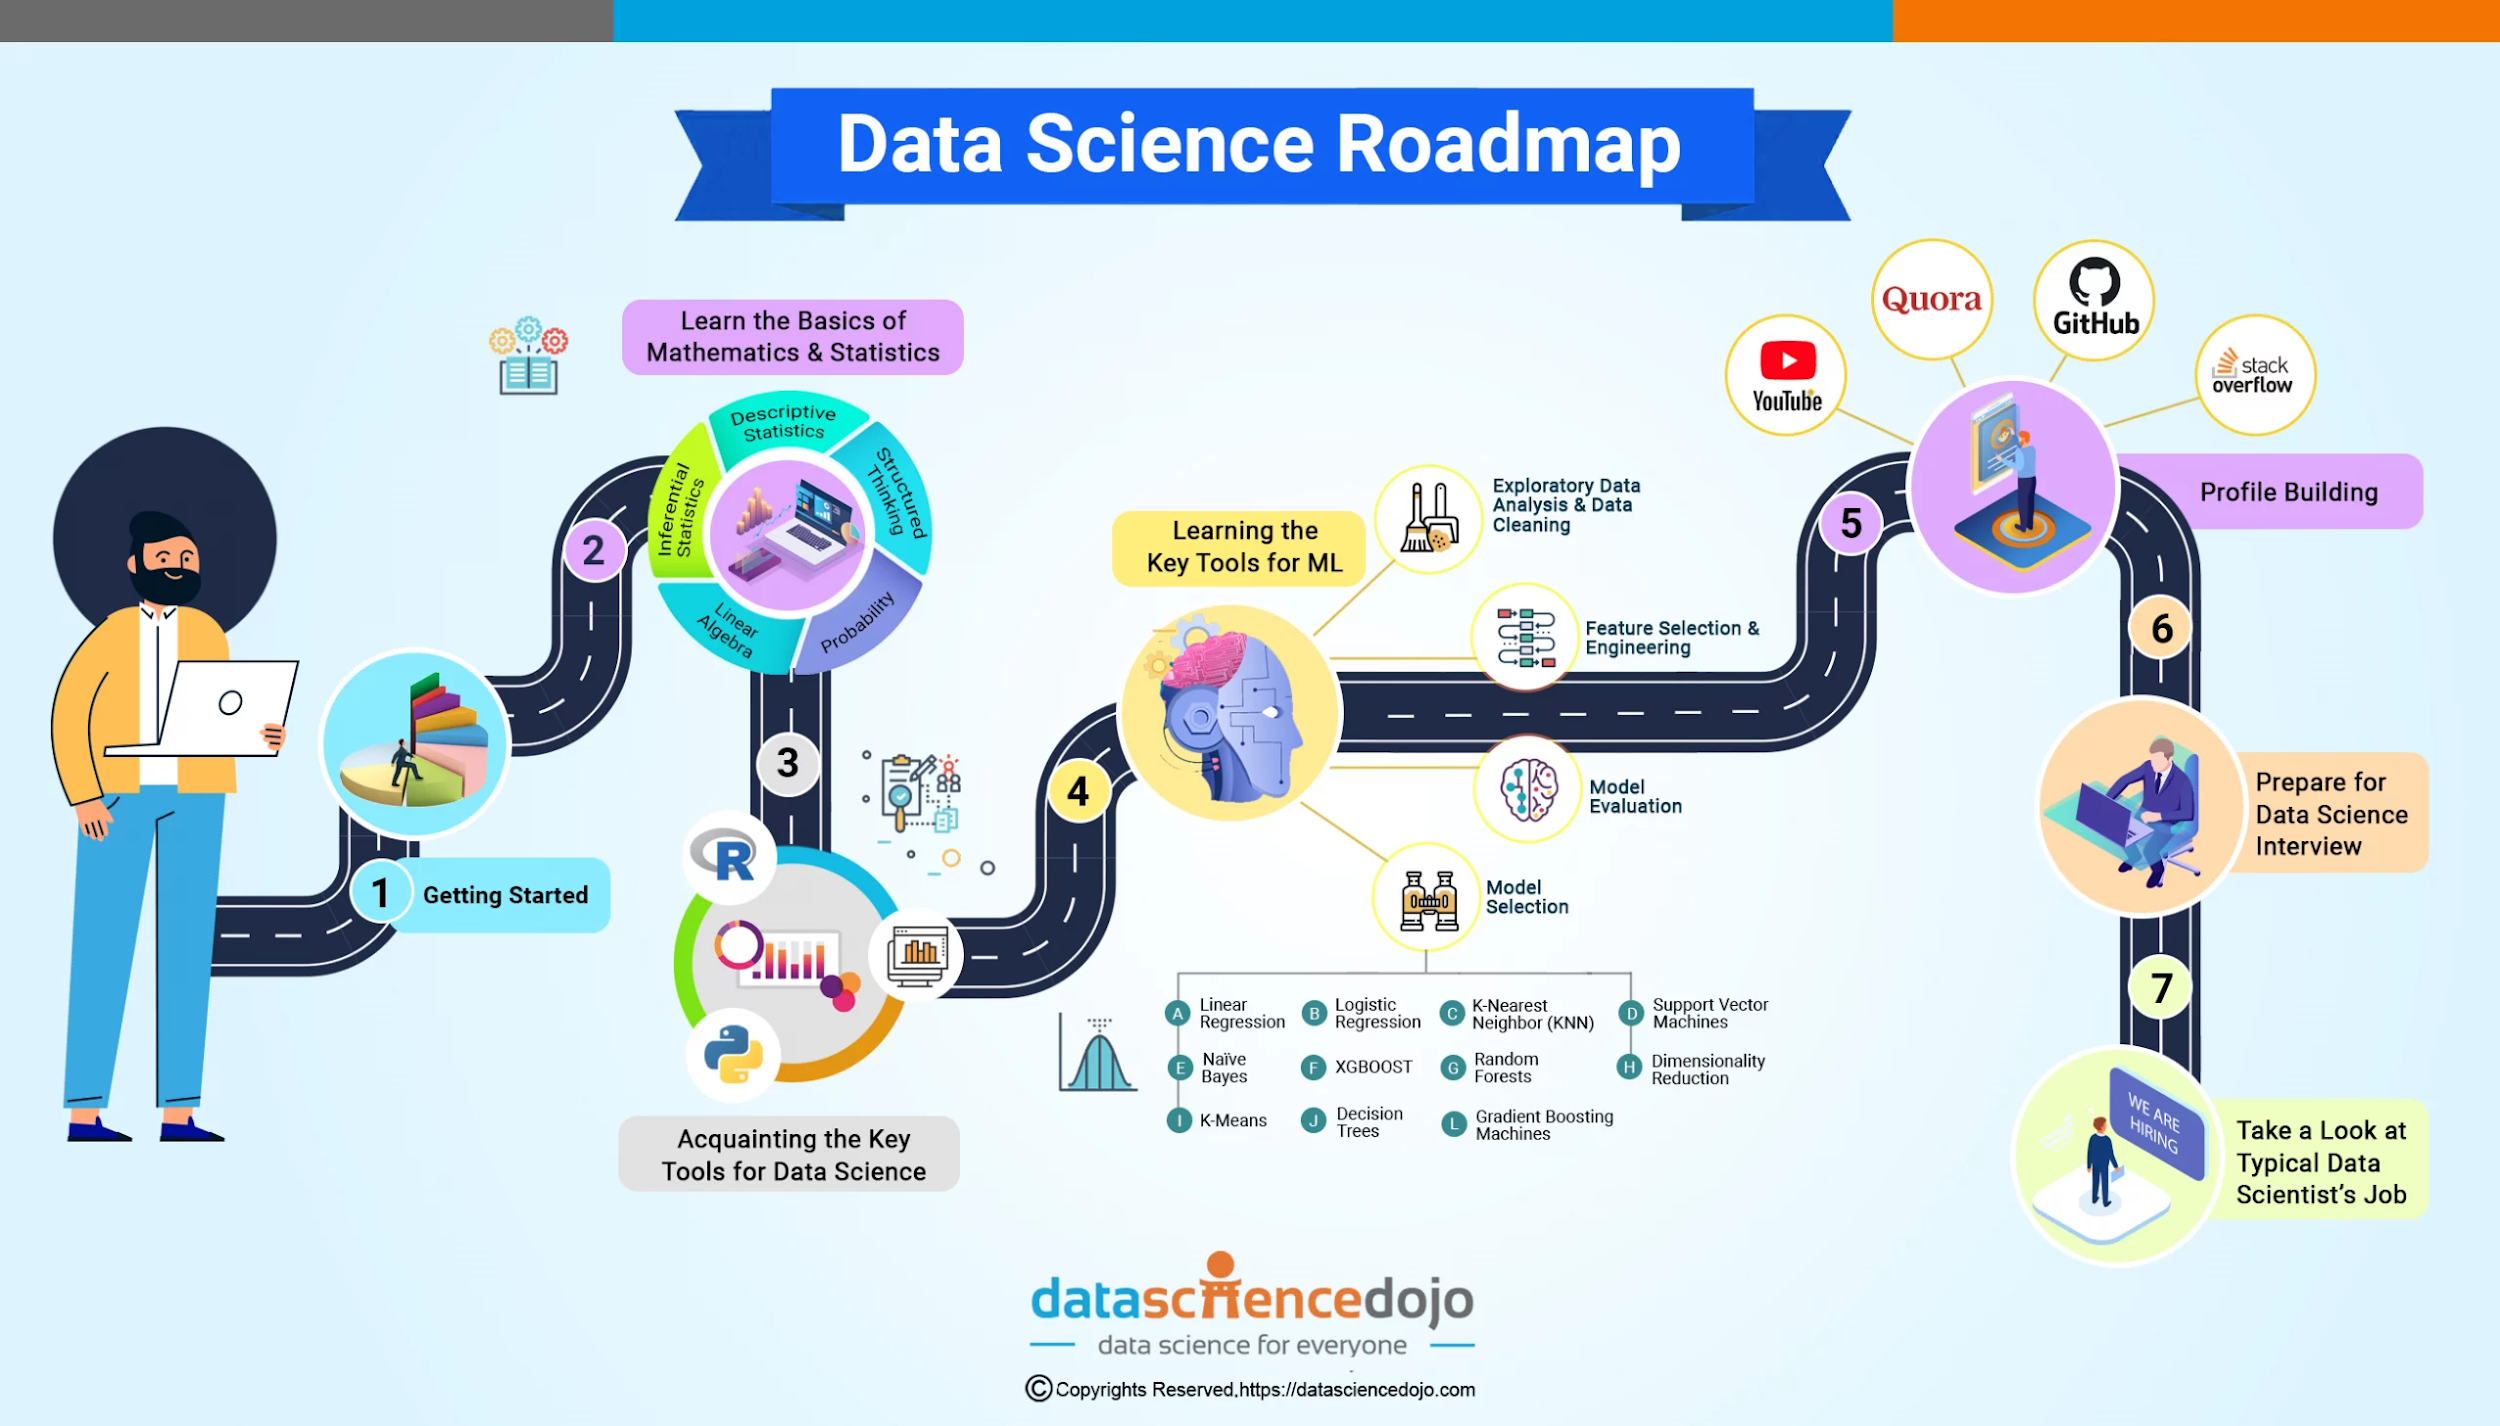 Data Science Roadmap
1
Getting Started
2
Learn the Basics of
Mathematics & Statistics
Descriptive
Statistics
Structured
Thinking
Probability
Linear
Algebra
Inferential
Statistics
3
R
Acquainting the Key
Tools for Data Science
4
Learning the
Key Tools for ML
Exploratory Data
Analysis & Data
Cleaning
Feature Selection &
Engineering
Model
Evaluation
Model
Selection
A
Linear
Regression
B
Logistic
Regression
C
K-Nearest
Neighbor (KNN)
D
Support Vector
Machines
E
Naïve
Bayes
F
XGBOOST
G
Random
Forests
H
Dimensionality
Reduction
I
K-Means
J
Decision
Trees
L
Gradient Boosting
Machines
5
YouTube
Quora
GitHub
stack
overflow
Profile Building
6
Prepare for
Data Science
Interview
7
WE ARE
HIRING
Take a Look at
Typical Data
Scientist's Job
datasciencedojo
data science for everyone
©Copyrights Reserved,https://datasciencedojo.com